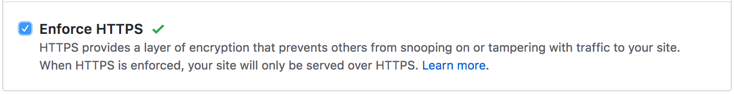 Enforce HTTPS
HTTPS provides a layer of encryption that prevents others from snooping on or tampering with traffic to your site.
When HTTPS is enforced, your site will only be served over HTTPS. Learn more.